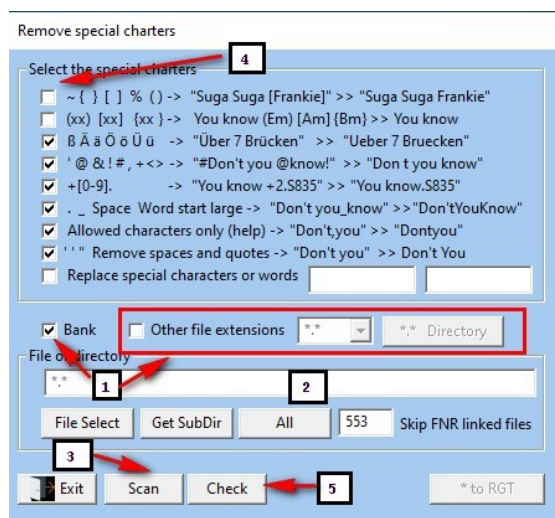 Remove special charters
4
Select the special charters
~ { } [ ] % () -> "Suga Suga [Frankie]" >> "Suga Suga Frankie"
(xx) [xx] {xx } -> You know (Em) [Am] {Bm} >> You know
ß Ä ä Ö ö Ü ü -> "Über 7 Brücken" >> "Ueber 7 Bruecken"
' @ & ! # , + < > -> "#Don't you @know!" >> "Don t you know"
+[0-9]. -> "You know +2.S835" >> "You know.S835"
. _ Space Word start large -> "Don't you_know" >>"Don'tYouKnow"
Allowed characters only (help) -> "Don't,you" >> "Dontyou"
' ' " Remove spaces and quotes -> "Don't you" >> Don't You
Replace special characters or words
Bank Other file extensions *.* *.* Directory
File or directory
*.*
1 2
File Select Get SubDir All 553 Skip FNR linked files
3
Exit Scan Check 5 * to RGT